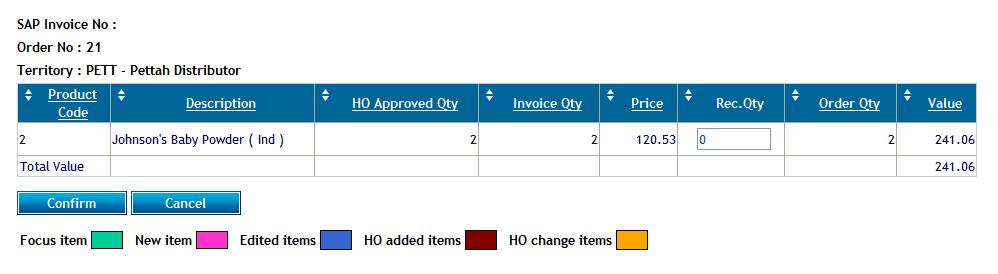 SAP Invoice No :
Order No : 21
Territory : PETT - Pettah Distributor
Product Code Description HO Approved Qty Invoice Qty Price Rec.Qty Order Qty Value
2 Johnson's Baby Powder ( Ind ) 2 2 120.53 0 2 241.06
Total Value 241.06
Confirm Cancel
Focus item New item Edited items HO added items HO change items